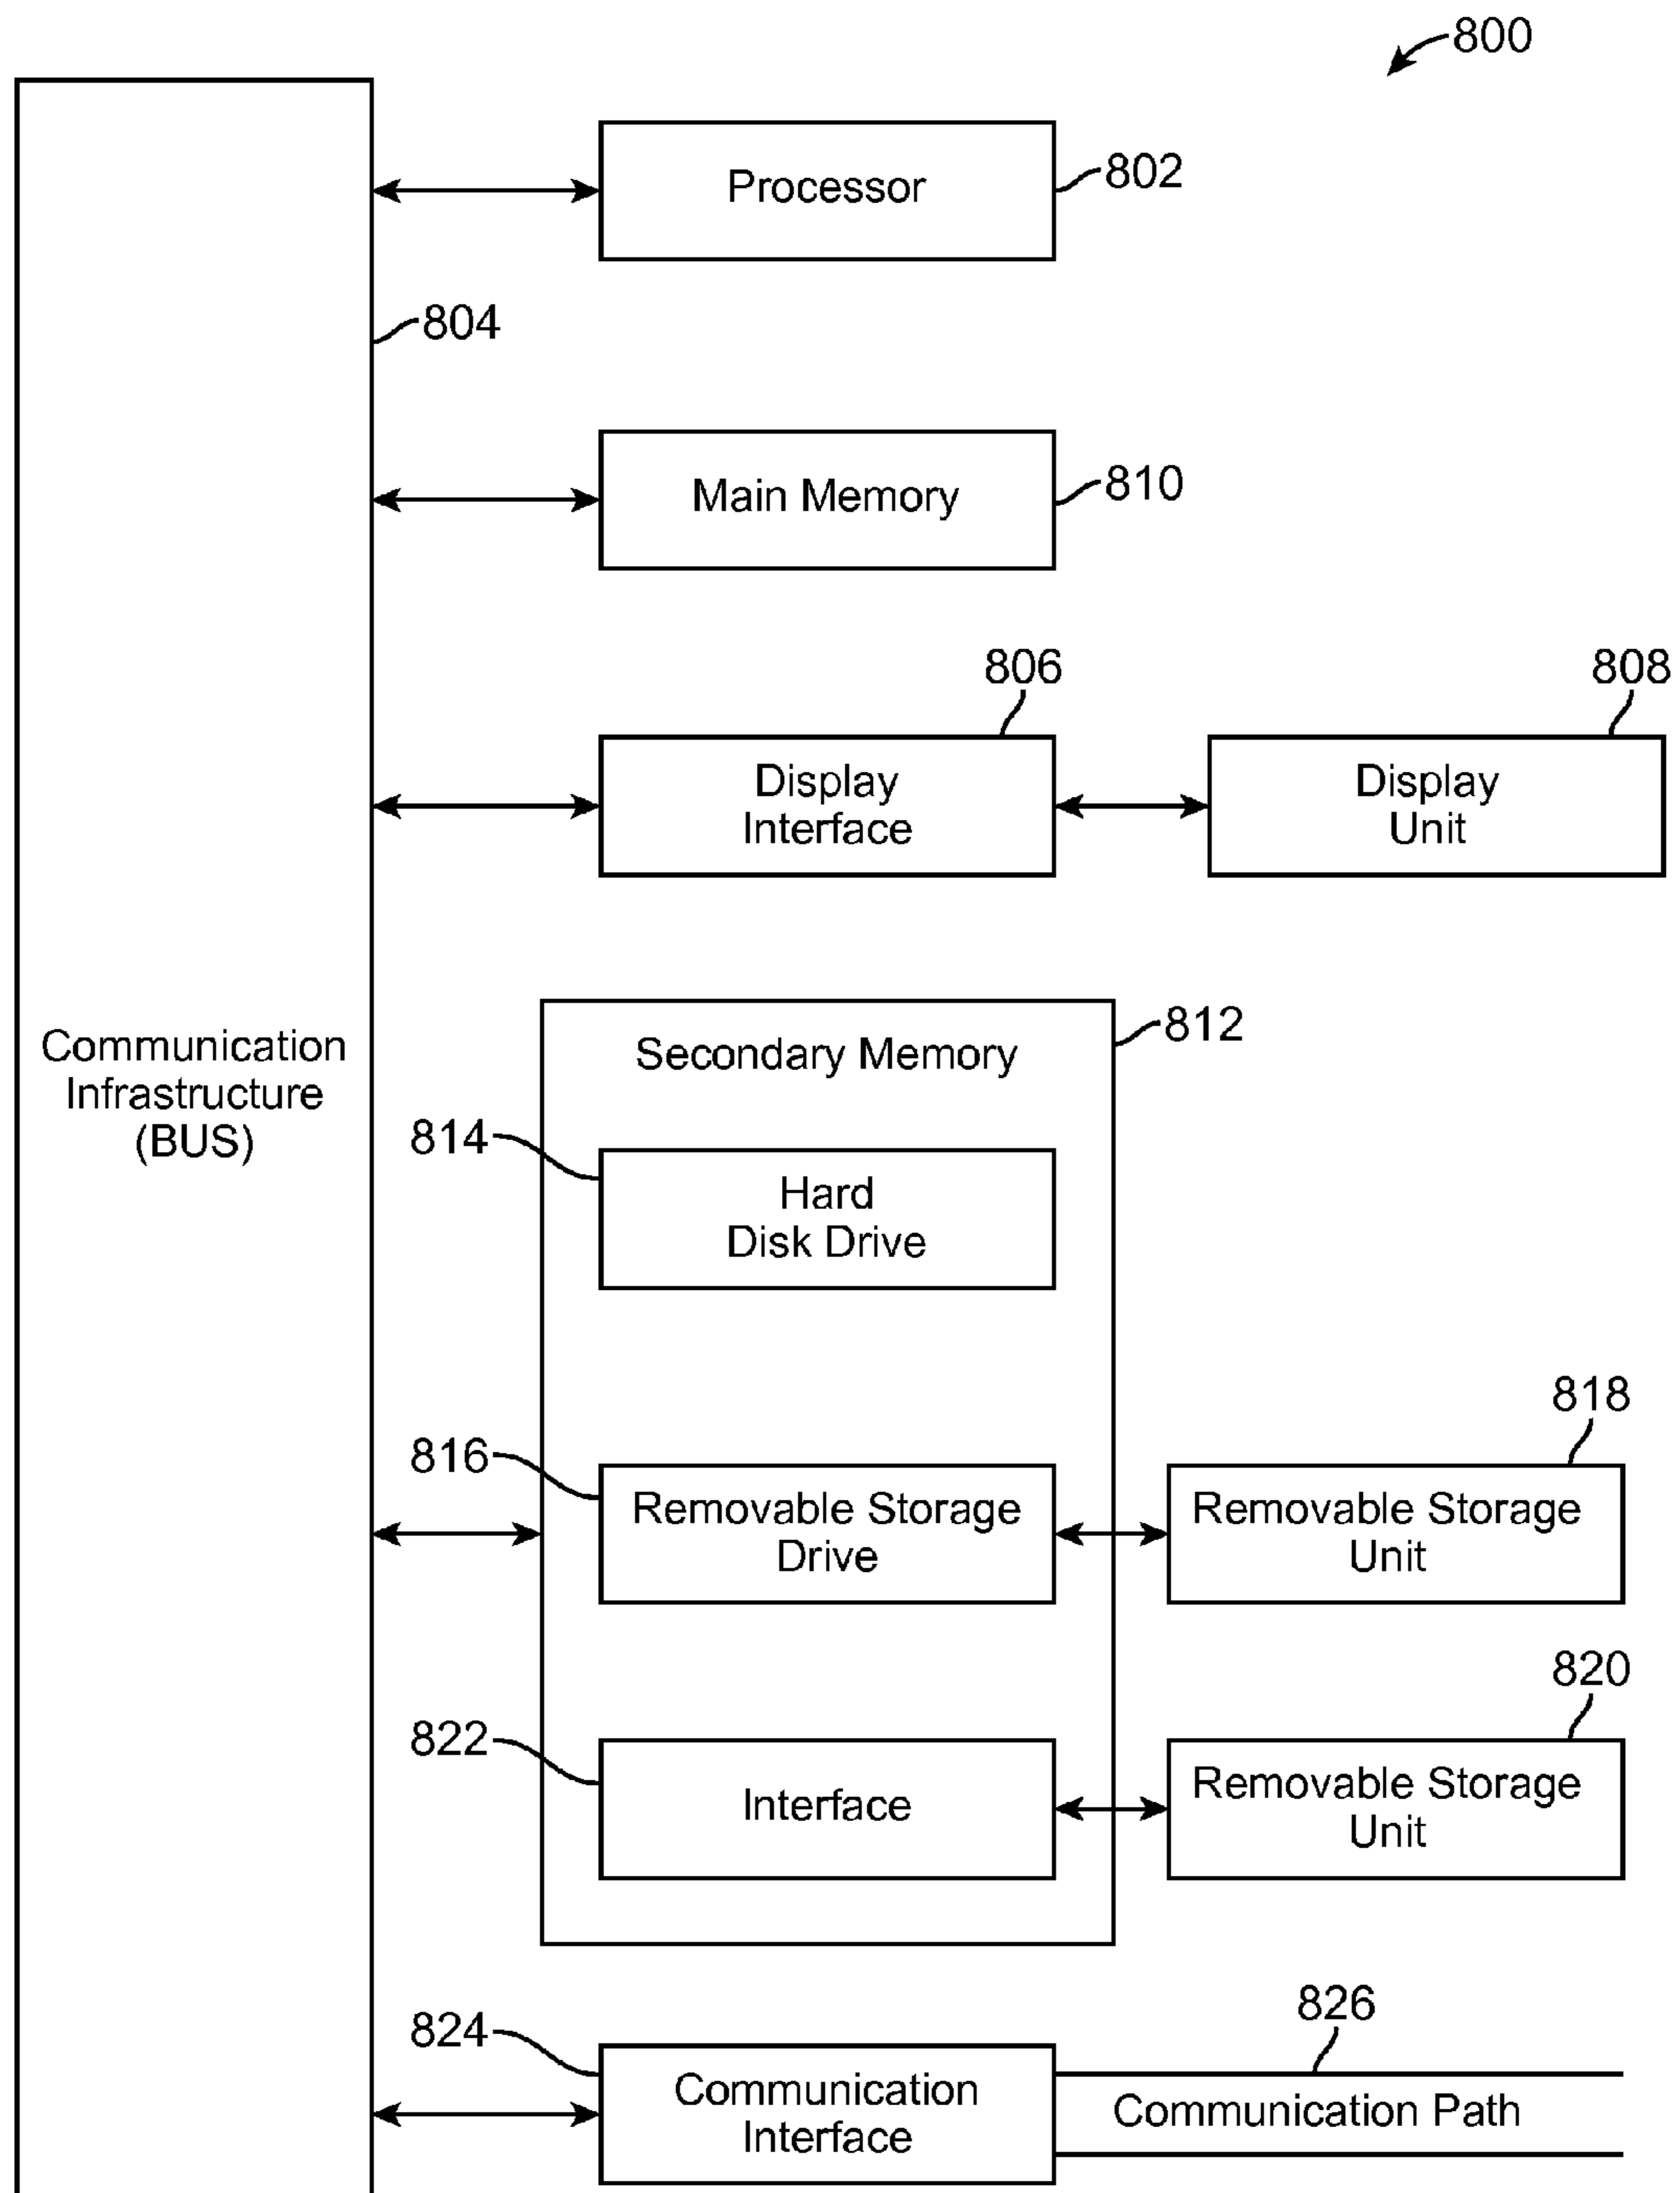 800
Processor
802
804
Main Memory
810
806
808
Display
Interface
Display
Unit
Communication
Infrastructure
(BUS)
812
Secondary Memory
814
Hard
Disk Drive
818
816
Removable Storage
Drive
Removable Storage
Unit
820
822
Interface
Removable Storage
Unit
826
824
Communication
Interface
Communication Path